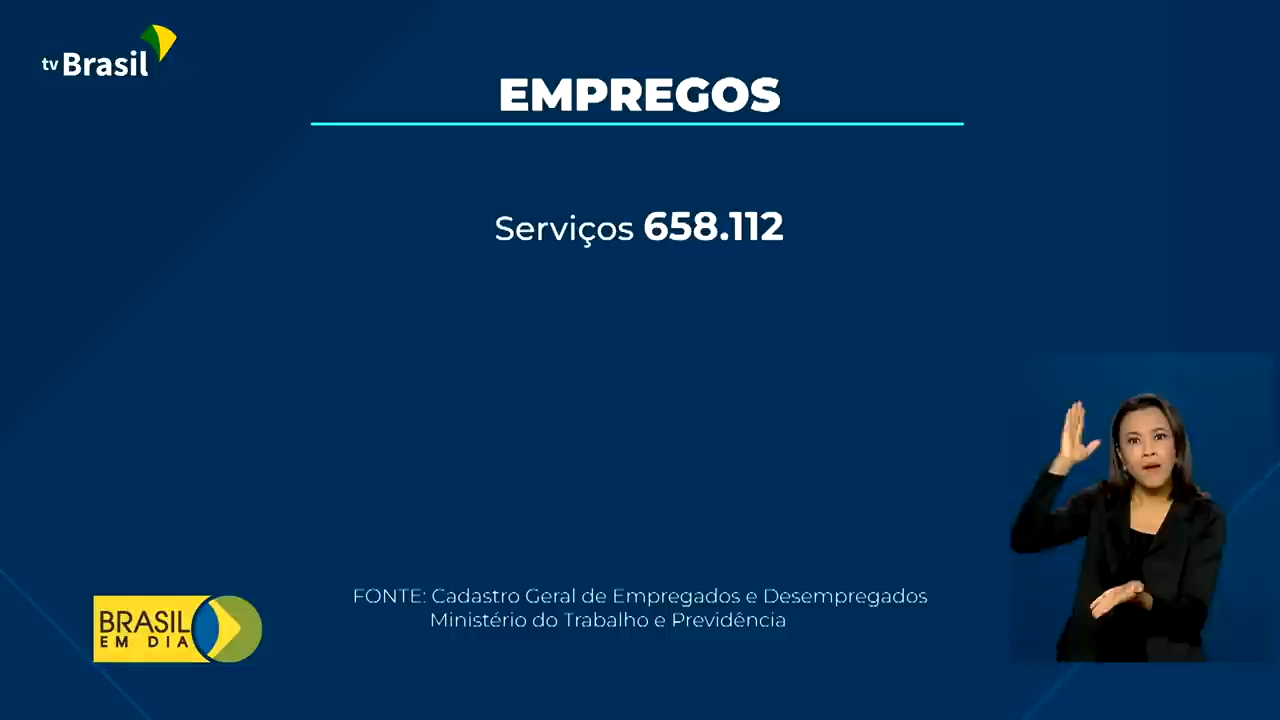 tv Brasil
EMPREGOS
Serviços 658.112
FONTE: Cadastro Geral de Empregados e Desempregados
Ministério do Trabalho e Previdência
BRASIL
EM DIA